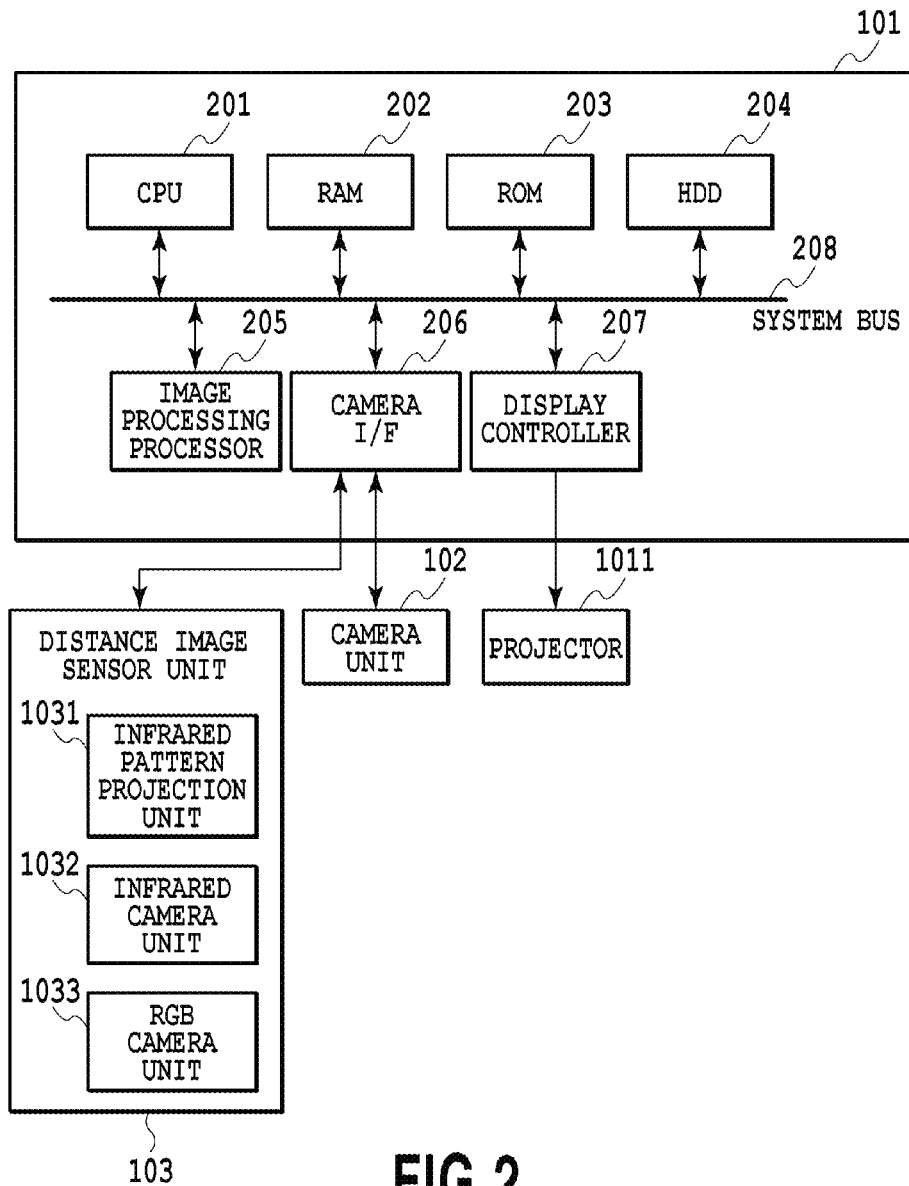 101
201
202
203
204
CPU
RAM
ROM
HDD
208
SYSTEM BUS
205
206
207
IMAGE
PROCESSING
PROCESSOR
CAMERA
I/F
DISPLAY
CONTROLLER
102
1011
CAMERA
UNIT
PROJECTOR
DISTANCE IMAGE
SENSOR UNIT
1031
INFRARED
PATTERN
PROJECTION
UNIT
1032
INFRARED
CAMERA
UNIT
1033
RGB
CAMERA
UNIT
103
FIG.2